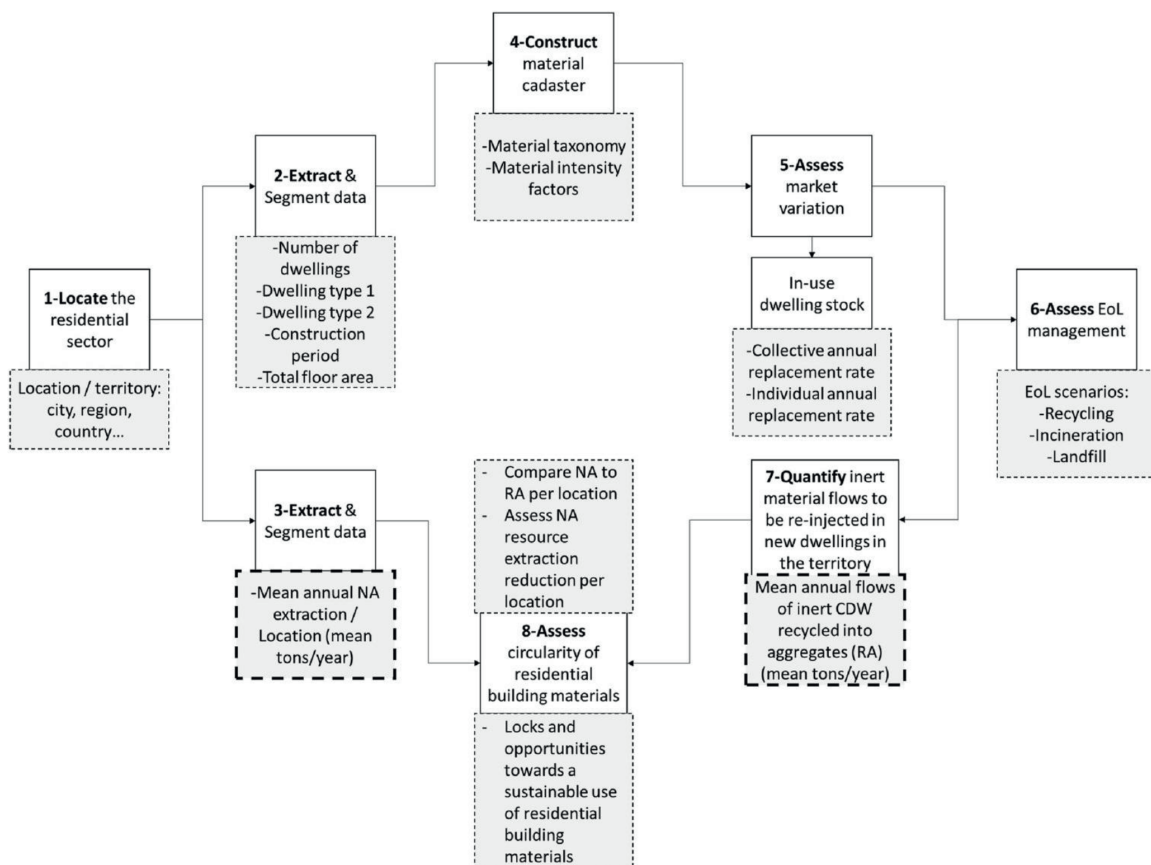 1-Locate the
residential
sector
Location / territory:
city, region,
country...
2-Extract &
Segment data
-Number of
dwellings
-Dwelling type 1
-Dwelling type 2
-Construction
period
-Total floor area
3-Extract &
Segment data
-Mean annual NA
extraction /
Location (mean
tons/year)
4-Construct
material
cadaster
-Material taxonomy
-Material intensity
factors
5-Assess
market
variation
In-use
dwelling stock
-Collective annual
replacement rate
-Individual annual
replacement rate
6-Assess EoL
management
EoL scenarios:
-Recycling
-Incineration
-Landfill
7-Quantify inert
material flows to
be re-injected in
new dwellings in
the territory
Mean annual flows
of inert CDW
recycled into
aggregates (RA)
(mean tons/year)
- Compare NA to
RA per location
- Assess NA
resource
extraction
reduction per
location
8-Assess
circularity of
residential
building materials
- Locks and
opportunities
towards a
sustainable use
of residential
building
materials